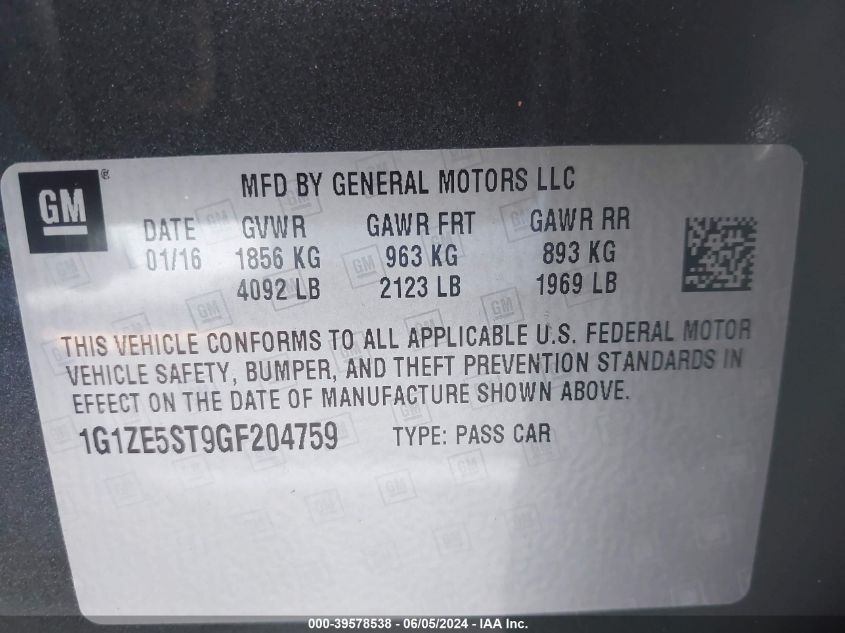 GM
MFD BY GENERAL MOTORS LLC
DATE GVWR GAWR FRT GAWR RR
01/16 1856 KG 963 KG 893 KG
4092 LB 2123 LB 1969 LB
THIS VEHICLE CONFORMS TO ALL APPLICABLE U.S. FEDERAL MOTOR
VEHICLE SAFETY, BUMPER, AND THEFT PREVENTION STANDARDS IN
EFFECT ON THE DATE OF MANUFACTURE SHOWN ABOVE.
1G1ZE5ST9GF204759 TYPE: PASS CAR
000-39578538 - 06/05/2024 - IAA Inc.